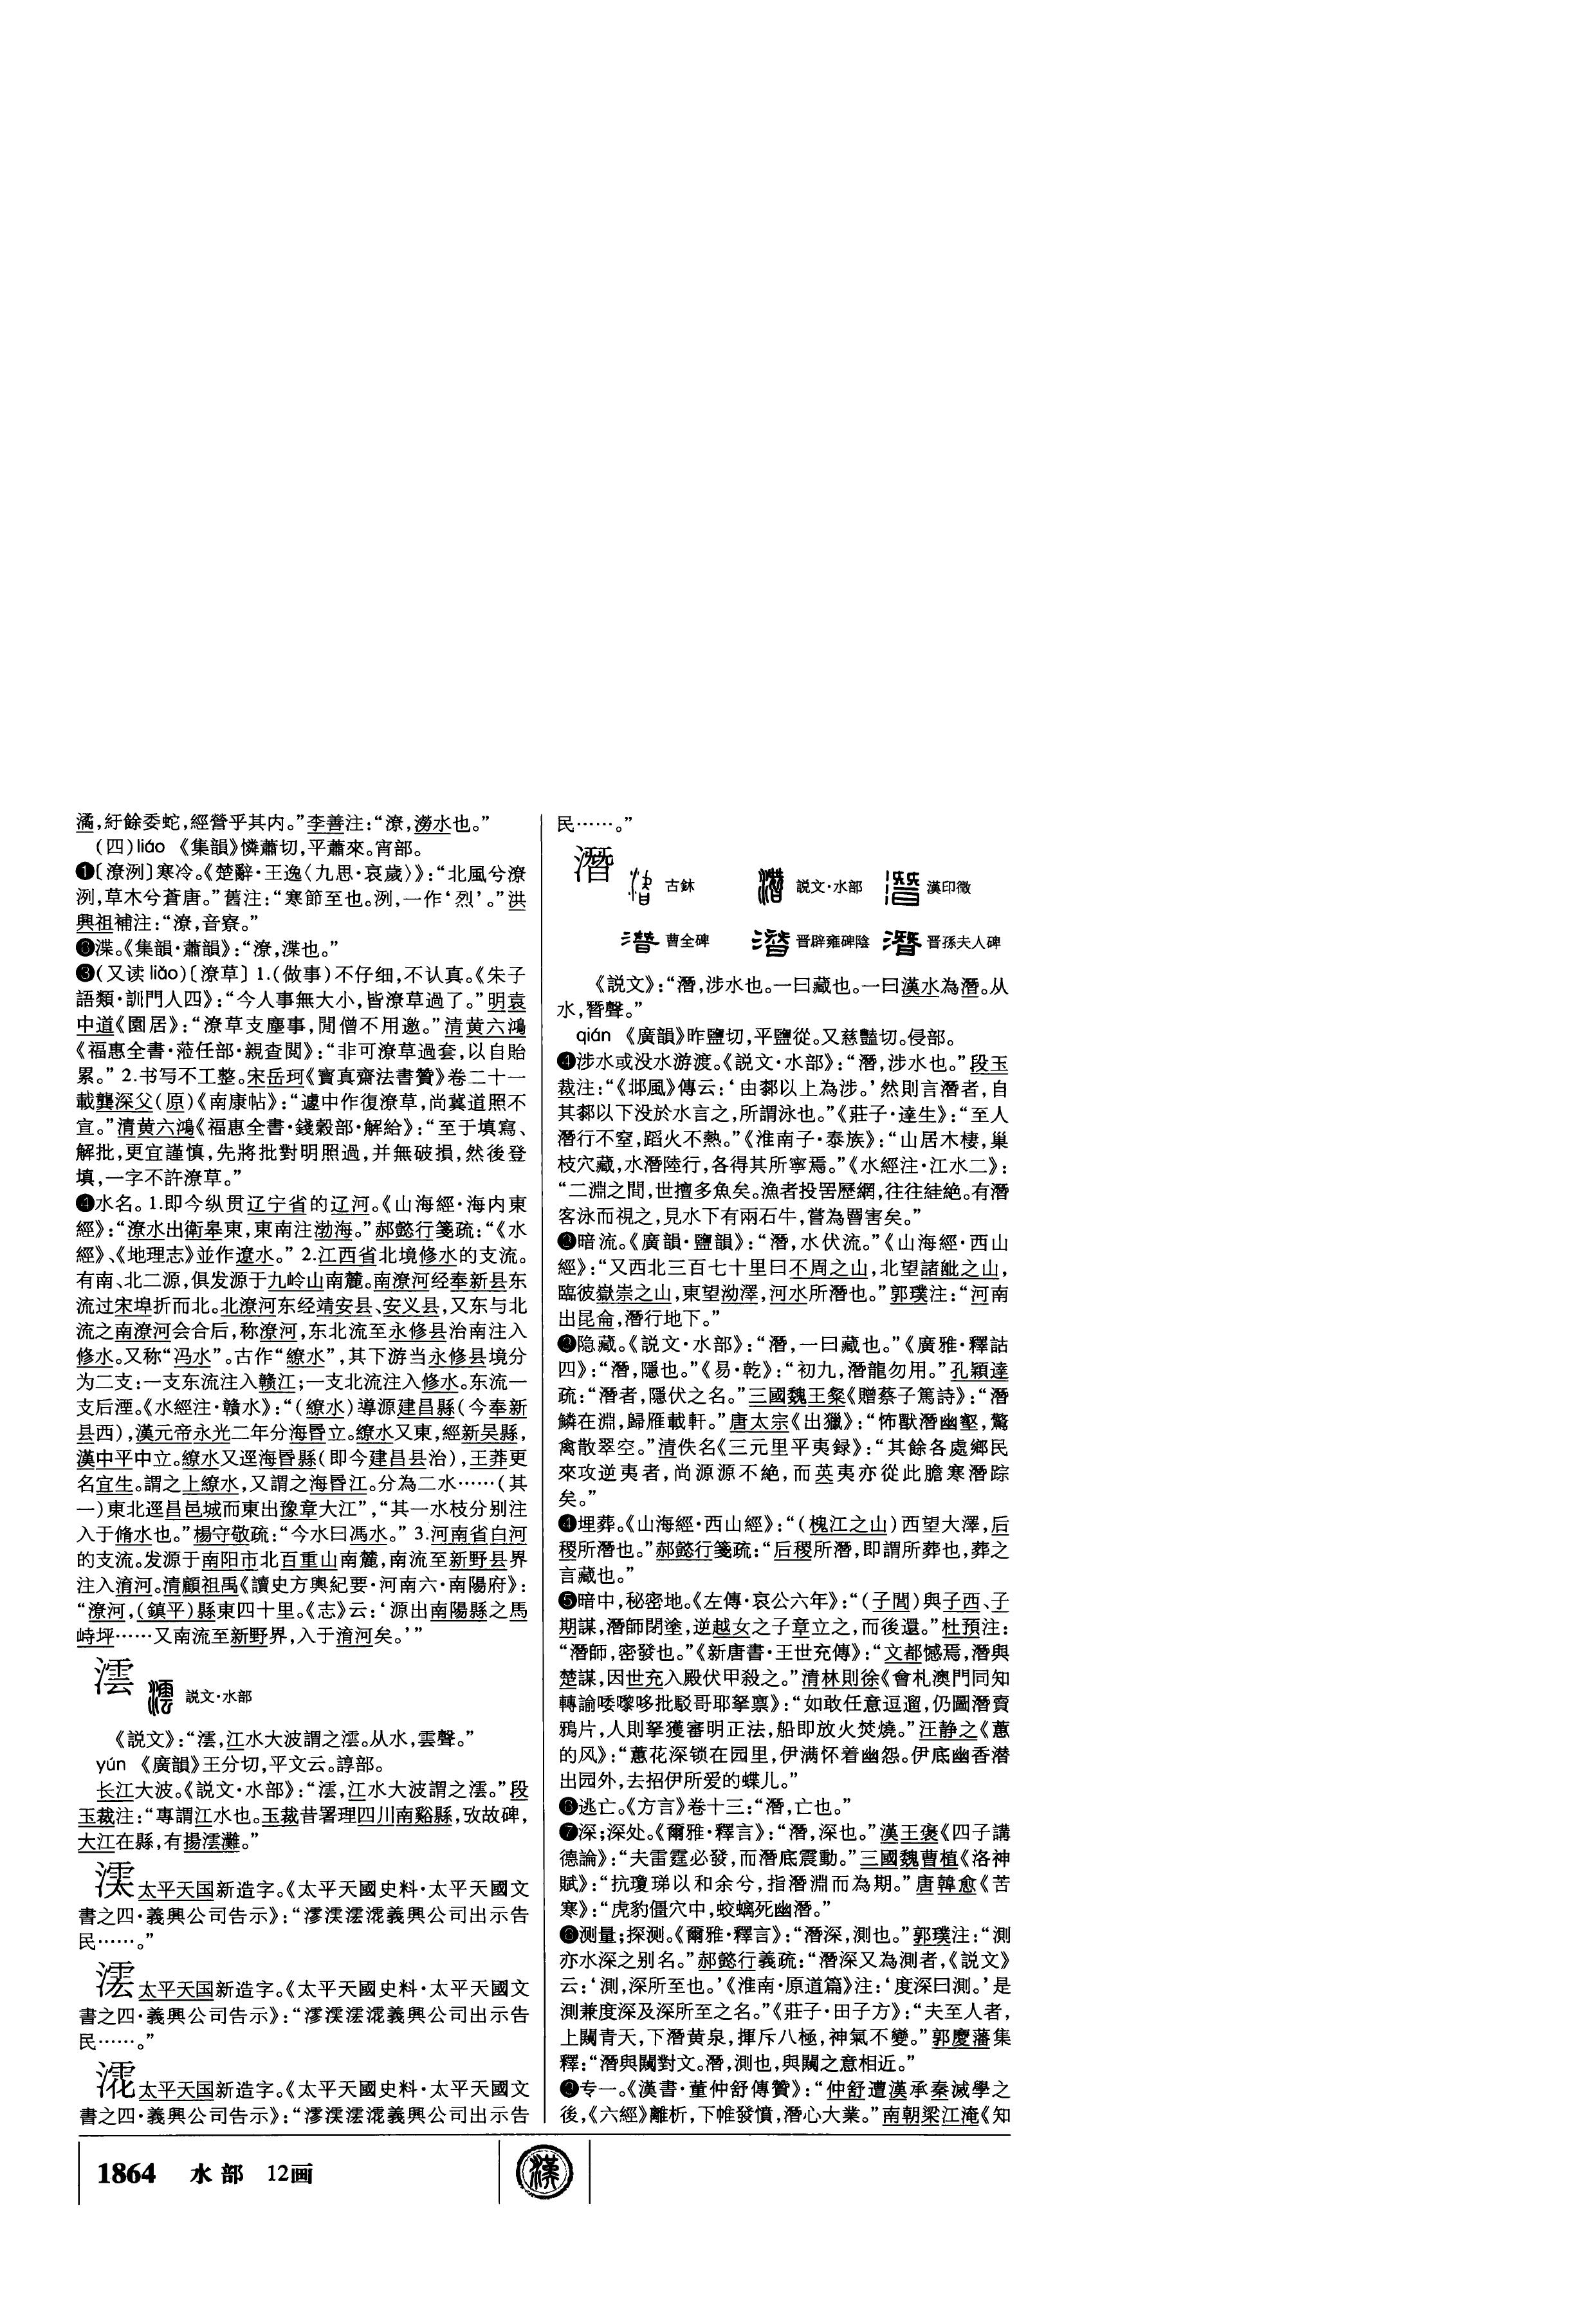 潏,紆餘委蛇,經營乎其内。”李善注:“潦,澇水也。”
(四)liáo 《集韻》憐蕭切,平蕭來。宵部。
❶〔潦洌〕寒冷。《楚辭·王逸〈九思·哀歲〉》:“北風兮潦
洌,草木兮蒼唐。”舊注:“寒節至也。洌,一作‘烈’。”洪
興祖補注:“潦,音寮。”
❻渫。《集韻·蕭韻》:“潦,渫也。”
❸(又读 liǎo)〔潦草〕1.(做事)不仔细,不认真。《朱子
語類·訓門人四》:“今人事無大小,皆潦草過了。”明袁
中道《園居》:“潦草支塵事,閒僧不用邀。”清黄六鴻
《福惠全書·蒞任部·親查閲》:“非可潦草過套,以自貽
累。”2.书写不工整。宋岳珂《寶真齋法書贊》卷二十一
載龔深父(原)《南康帖》:“遽中作復潦草,尚冀道照不
宣。”清黄六鴻《福惠全書·錢穀部·解給》:“至于填寫、
解批,更宜謹慎,先將批對明照過,并無破損,然後登
填,一字不許潦草。”
❹水名。1.即今纵贯辽宁省的辽河。《山海經·海内東
經》:“潦水出衛皋東,東南注渤海。”郝懿行箋疏:“《水
經》、《地理志》並作遼水。”2.江西省北境修水的支流。
有南、北二源,俱发源于九岭山南麓。南潦河经奉新县东
流过宋埠折而北。北潦河东经靖安县、安义县,又东与北
流之南潦河会合后,称潦河,东北流至永修县治南注入
修水。又称“冯水”。古作“繚水”,其下游当永修县境分
为二支:一支东流注入赣江;一支北流注入修水。东流一
支后湮。《水經注·贛水》:“(繚水)導源建昌縣(今奉新
县西),漢元帝永光二年分海昬立。繚水又東,經新吴縣,
漢中平中立。繚水又逕海昬縣(即今建昌县治),王莽更
名宜生。謂之上繚水,又謂之海昬江。分為二水……(其
一)東北逕昌邑城而東出豫章大江”,“其一水枝分别注
入于脩水也。”楊守敬疏:“今水曰馮水。”3.河南省白河
的支流。发源于南阳市北百重山南麓,南流至新野县界
注入淯河。清顧祖禹《讀史方輿紀要·河南六·南陽府》:
“潦河,(鎮平)縣東四十里。《志》云:‘源出南陽縣之馬
峙坪……又南流至新野界,入于淯河矣。’”
澐 説文·水部
《説文》:“澐,江水大波謂之澐。从水,雲聲。”
yún 《廣韻》王分切,平文云。諄部。
长江大波。《説文·水部》:“澐,江水大波謂之澐。”段
玉裁注:“專謂江水也。玉裁昔署理四川南谿縣,攷故碑,
大江在縣,有揚澐灘。”
太平天国新造字。《太平天國史料·太平天國文
書之四·義興公司告示》:“義興公司出示告
民……。”
太平天国新造字。《太平天國史料·太平天國文
書之四·義興公司告示》:“義興公司出示告
民……。”
太平天国新造字。《太平天國史料·太平天國文
書之四·義興公司告示》:“義興公司出示告
民……。”
潛 古鉥 説文·水部 漢印徵
曹全碑 晋辟雍碑陰 晋孫夫人碑
《説文》:“潛,涉水也。一曰藏也。一曰漢水為潛。从
水,朁聲。”
qián 《廣韻》昨鹽切,平鹽從。又慈豔切。侵部。
❹涉水或没水游渡。《説文·水部》:“潛,涉水也。”段玉
裁注:“《邶風》傳云:‘由䣛以上為涉。’然則言潛者,自
其䣛以下没於水言之,所謂泳也。”《莊子·達生》:“至人
潛行不窒,蹈火不熱。”《淮南子·泰族》:“山居木棲,巢
枝穴藏,水潛陸行,各得其所寧焉。”《水經注·江水二》:
“二淵之間,世擅多魚矣。漁者投罟歷網,往往絓絶。有潛
客泳而視之,見水下有兩石牛,嘗為罾害矣。”
❷暗流。《廣韻·鹽韻》:“潛,水伏流。”《山海經·西山
經》:“又西北三百七十里曰不周之山,北望諸毗之山,
臨彼嶽崇之山,東望泑澤,河水所潛也。”郭璞注:“河南
出昆侖,潛行地下。”
❷隐藏。《説文·水部》:“潛,一曰藏也。”《廣雅·釋詁
四》:“潛,隱也。”《易·乾》:“初九,潛龍勿用。”孔穎達
疏:“潛者,隱伏之名。”三國魏王粲《贈蔡子篤詩》:“潛
鱗在淵,歸雁載軒。”唐太宗《出獵》:“怖獸潛幽壑,驚
禽散翠空。”清佚名《三元里平夷録》:“其餘各處鄉民
來攻逆夷者,尚源源不絶,而英夷亦從此膽寒潛踪
矣。”
❹埋葬。《山海經·西山經》:“(槐江之山)西望大澤,后
稷所潛也。”郝懿行箋疏:“后稷所潛,即謂所葬也,葬之
言藏也。”
❺暗中,秘密地。《左傳·哀公六年》:“(子閭)與子西、子
期謀,潛師閉塗,逆越女之子章立之,而後還。”杜預注:
“潛師,密發也。”《新唐書·王世充傳》:“文都憾焉,潛與
楚謀,因世充入殿伏甲殺之。”清林則徐《會札澳門同知
轉諭㖞嚟哆批駁哥耶拏禀》:“如敢任意逗遛,仍圖潛賣
鴉片,人則拏獲審明正法,船即放火焚燒。”汪静之《蕙
的风》:“蕙花深锁在园里,伊满怀着幽怨。伊底幽香潜
出园外,去招伊所爱的蝶儿。”
❻逃亡。《方言》卷十三:“潛,亡也。”
❼深;深处。《爾雅·釋言》:“潛,深也。”漢王褒《四子講
德論》:“夫雷霆必發,而潛底震動。”三國魏曹植《洛神
賦》:“抗瓊珶以和余兮,指潛淵而為期。”唐韓愈《苦
寒》:“虎豹僵穴中,蛟螭死幽潛。”
❻测量;探测。《爾雅·釋言》:“潛深,測也。”郭璞注:“測
亦水深之别名。”郝懿行義疏:“潛深又為測者,《説文》
云:‘測,深所至也。’《淮南·原道篇》注:‘度深曰測。’是
測兼度深及深所至之名。”《莊子·田子方》:“夫至人者,
上闚青天,下潛黄泉,揮斥八極,神氣不變。”郭慶藩集
釋:“潛與闚對文。潛,測也,與闚之意相近。”
❷专一。《漢書·董仲舒傳贊》:“仲舒遭漢承秦滅學之
後,《六經》離析,下帷發憤,潛心大業。”南朝梁江淹《知
1864 水部 12画
漢